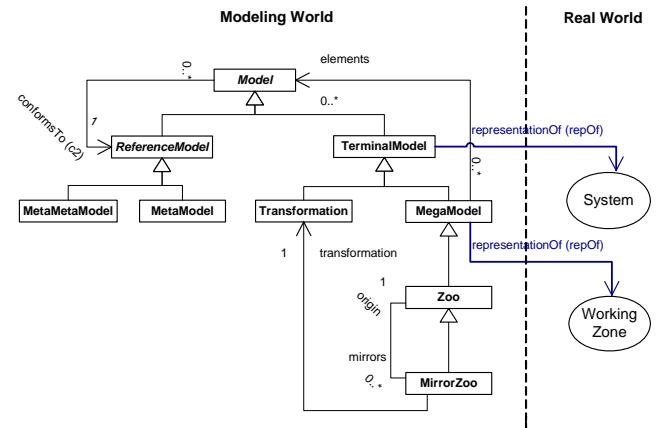 Modeling World
Real World
elements
0..*
Model
0..*
conformsTo (c2)
1
representationOf (repOf)
ReferenceModel
TerminalModel
0..*
System
MetaMetaModel
MetaModel
Transformation
MegaModel
representationOf (repOf)
1
transformation
1
Zoo
origin
Working
Zone
mirrors
0..*
MirrorZoo